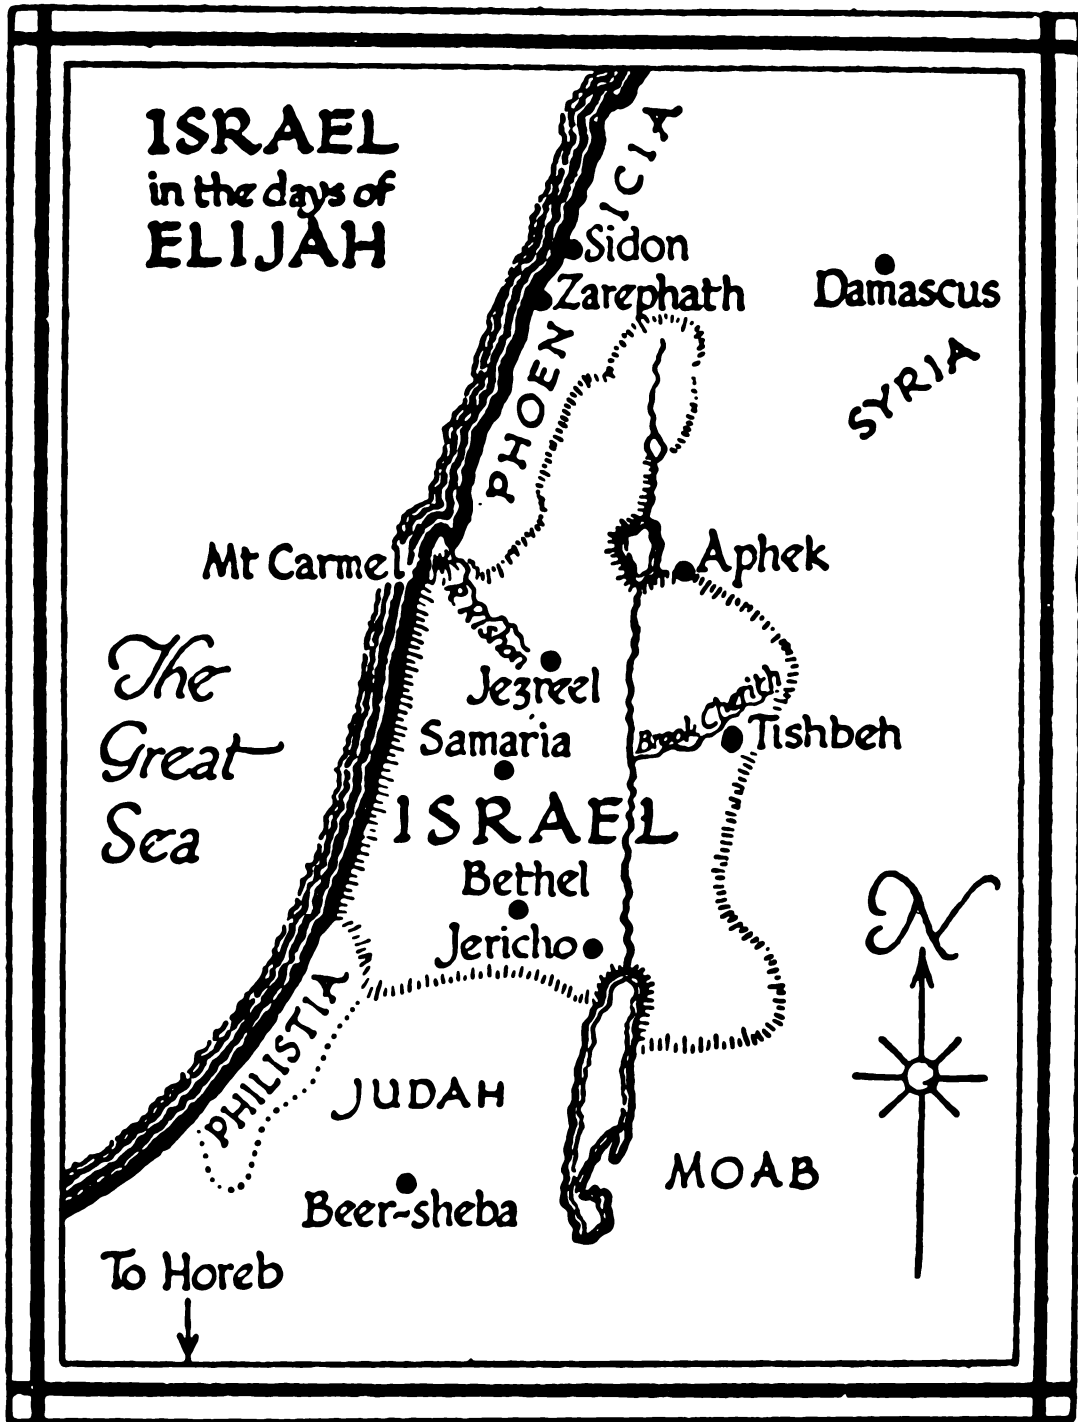 ISRAEL
in the days of
ELIJAH
PHOENICIA
Sidon
Zarephath
Damascus
SYRIA
Mt Carmel
Aphek
R Kishon
The
Great
Sea
Jezreel
Brook Cherith
Samaria
Tishbeh
ISRAEL
Bethel
Jericho
N
PHILISTIA
JUDAH
MOAB
Beer-sheba
To Horeb